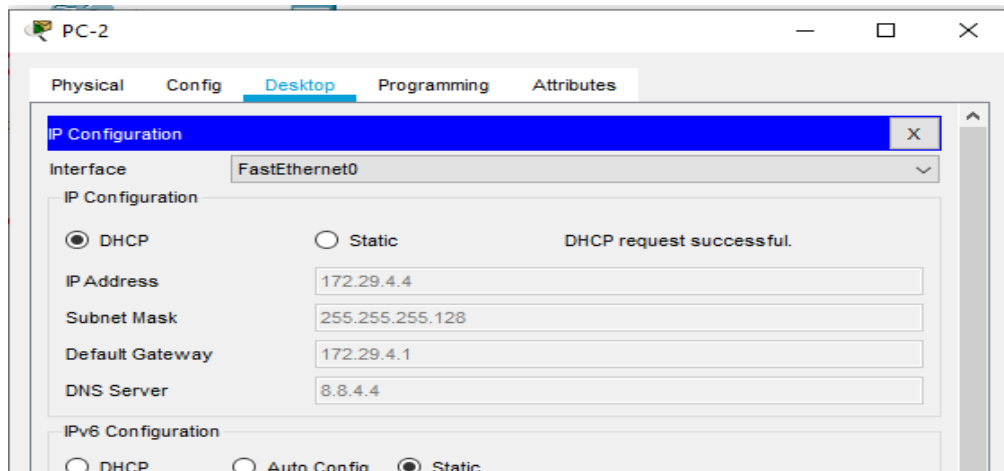 PC-2
Physical Config Desktop Programming Attributes
IP Configuration X
Interface FastEthernet0
IP Configuration
DHCP Static DHCP request successful.
IP Address 172.29.4.4
Subnet Mask 255.255.255.128
Default Gateway 172.29.4.1
DNS Server 8.8.4.4
IPv6 Configuration
DHCP Auto Config Static